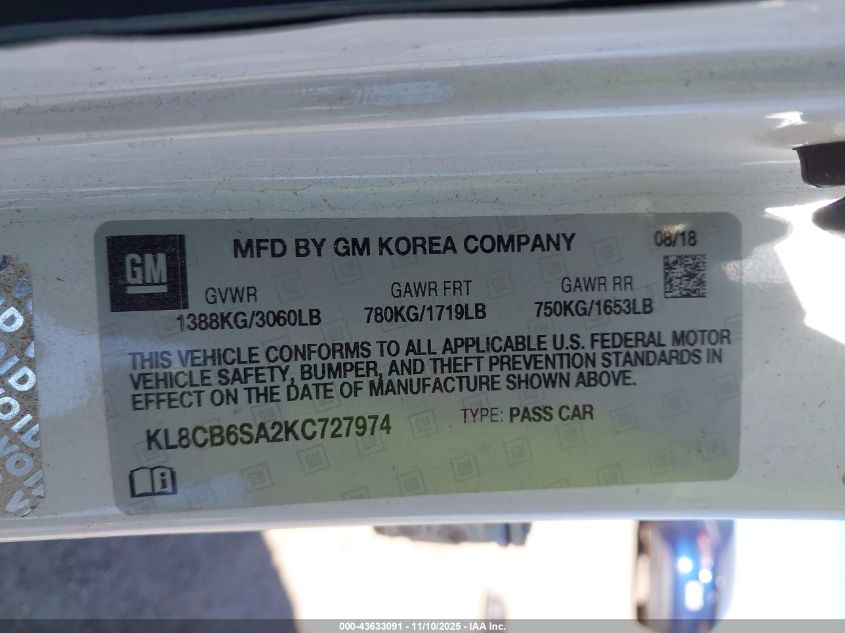 GM
MFD BY GM KOREA COMPANY
08/18
GVWR
GAWR FRT
GAWR RR
1388KG/3060LB
780KG/1719LB
750KG/1653LB
THIS VEHICLE CONFORMS TO ALL APPLICABLE U.S. FEDERAL MOTOR
VEHICLE SAFETY, BUMPER, AND THEFT PREVENTION STANDARDS IN
EFFECT ON THE DATE OF MANUFACTURE SHOWN ABOVE.
KL8CB6SA2KC727974
TYPE: PASS CAR
000-43633091 - 11/10/2025 - IAA Inc.